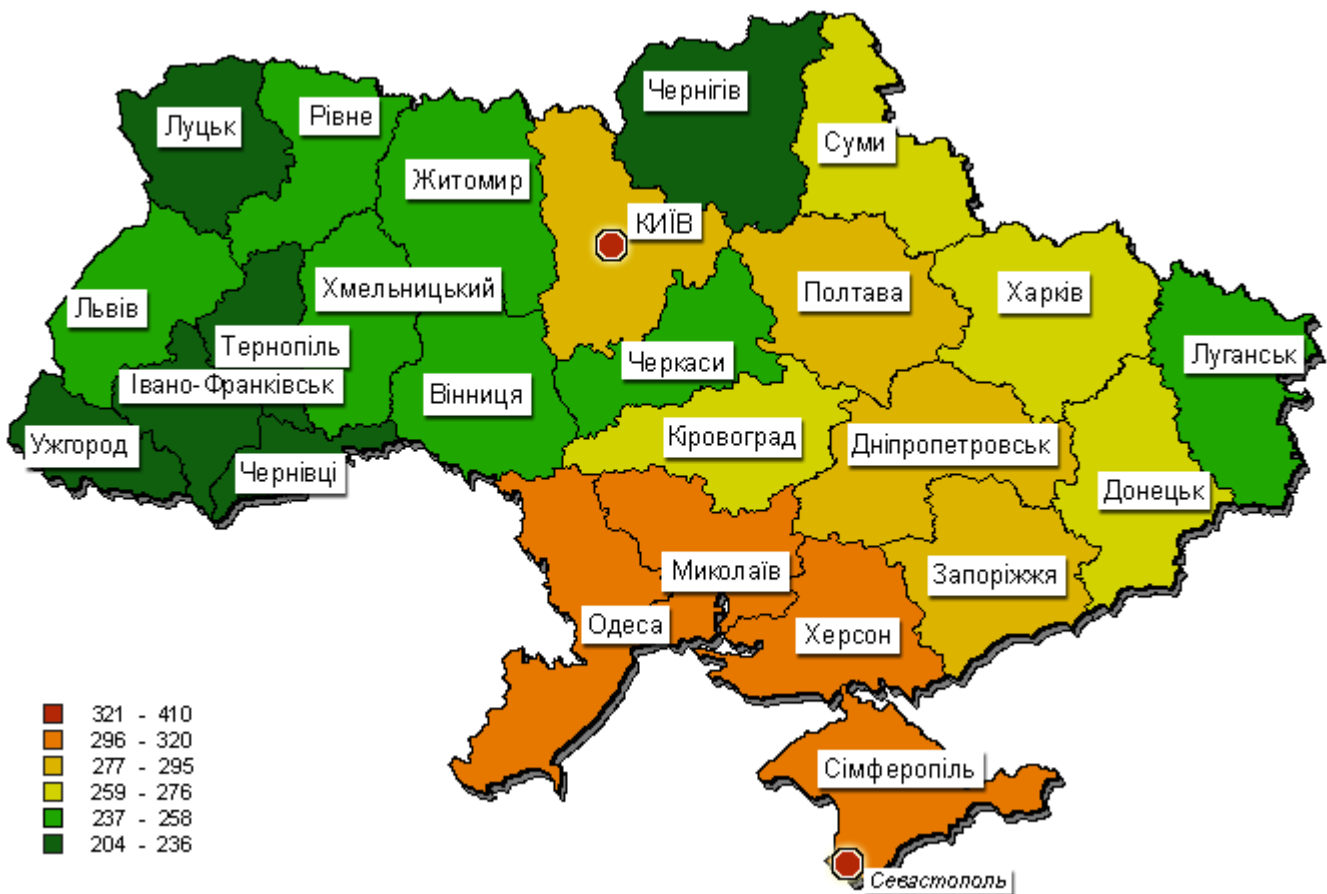 Чернігів
Луцьк
Рівне
Суми
Житомир
КИЇВ
Хмельницький
Полтава
Харків
Львів
Тернопіль
Черкаси
Луганськ
Івано-Франківськ
Вінниця
Кіровоград
Дніпропетровськ
Ужгород
Чернівці
Донецьк
Миколаїв
Запоріжжя
Одеса
Херсон
Сімферопіль
Севастополь
321 - 410
296 - 320
277 - 295
259 - 276
237 - 258
204 - 236